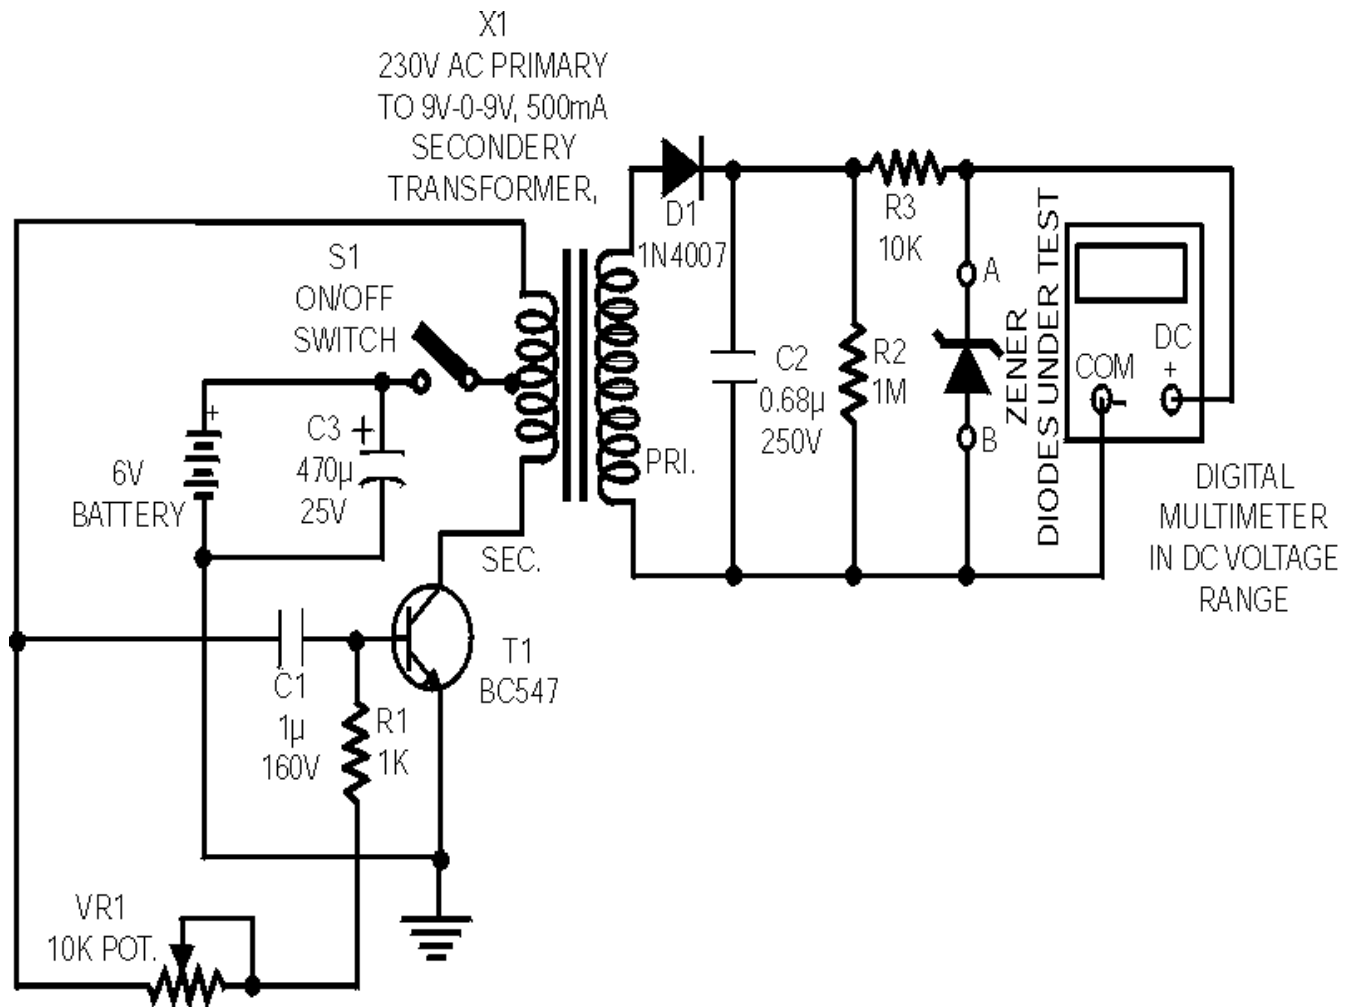 X1
230V AC PRIMARY
TO 9V-0-9V, 500mA
SECONDERY
TRANSFORMER,
S1
ON/OFF
SWITCH
D1
1N4007
R3
10K
A
ZENER
DIODES UNDER TEST
COM
-
DC
+
B
C2
0.68µ
250V
R2
1M
+
6V
BATTERY
C3 +
470µ
25V
PRI.
SEC.
DIGITAL
MULTIMETER
IN DC VOLTAGE
RANGE
C1
1µ
160V
R1
1K
T1
BC547
VR1
10K POT.